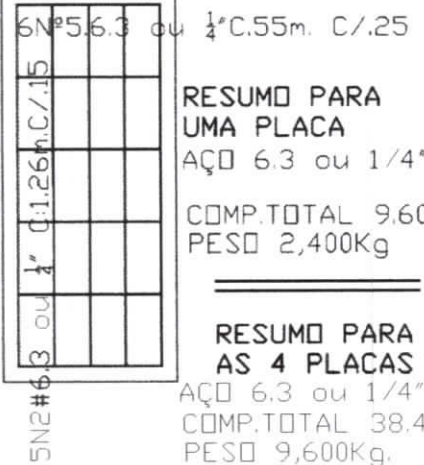 6Nº5.6.3 ou ¼"C.55m. C/.25
5N2#6.3 ou ¼" C:1.26m.C/.15
RESUMO PARA
UMA PLACA
AÇO 6.3 ou 1/4"
COMP.TOTAL 9.60
PESO 2,400Kg
RESUMO PARA
AS 4 PLACAS
AÇO 6.3 ou 1/4"
COMP.TOTAL 38.4
PESO 9,600Kg.